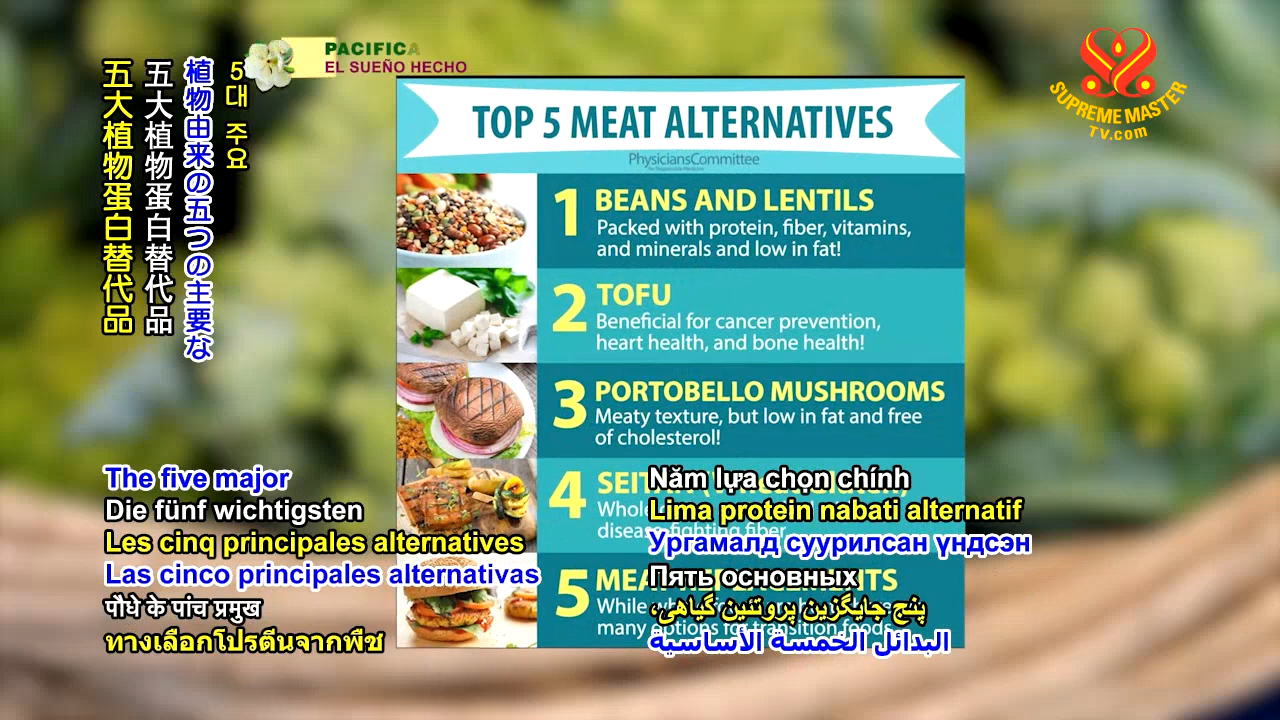 PACIFICA
EL SUEÑO HECHO
SUPREME MASTER
TV.com
5대 주요
植物由来の五つの主要な
五大植物蛋白替代品
五大植物蛋白替代品
TOP 5 MEAT ALTERNATIVES
PhysiciansCommittee
1 BEANS AND LENTILS
Packed with protein, fiber, vitamins,
and minerals and low in fat!
2 TOFU
Beneficial for cancer prevention,
heart health, and bone health!
3 PORTOBELLO MUSHROOMS
Meaty texture, but low in fat and free
of cholesterol!
4
disease-fighting fiber
5
many options for transition foods
The five major
Die fünf wichtigsten
Les cinq principales alternatives
Las cinco principales alternativas
पौधे के पांच प्रमुख
ทางเลือกโปรตีนจากพืช
Năm lựa chọn chính
Lima protein nabati alternatif
Ургамалд суурилсан үндсэн
Пять основных
پنج جایگزین پروتئین گیاهی،
البدائل الخمسة الأساسية